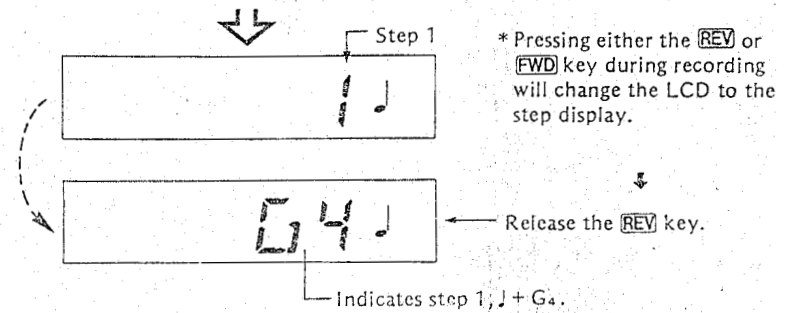 Step 1
1 ♩
* Pressing either the REV or
FWD key during recording
will change the LCD to the
step display.
G4 ♩
Release the REV key.
Indicates step 1, ♩ + G₄.